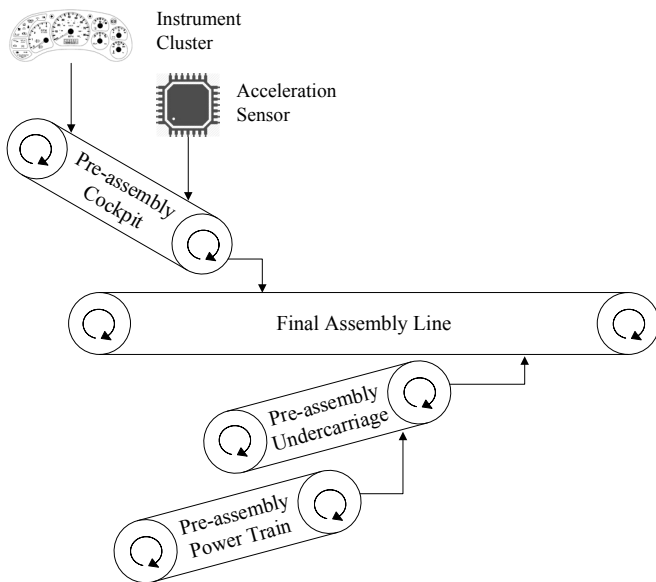 Instrument
Cluster
Acceleration
Sensor
Pre-assembly
Cockpit
Final Assembly Line
Pre-assembly
Undercarriage
Pre-assembly
Power Train